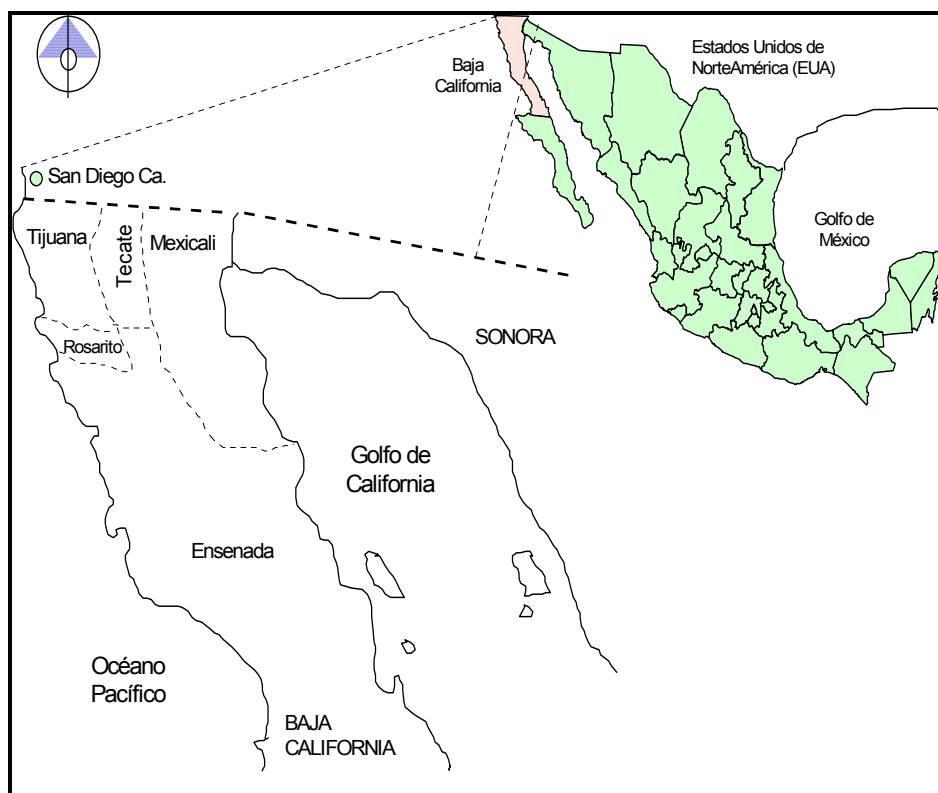 Estados Unidos de
NorteAmérica (EUA)
Baja
California
San Diego Ca.
Golfo de
México
Tijuana
Tecate
Mexicali
Rosarito
SONORA
Golfo de
California
Ensenada
Océano
Pacífico
BAJA
CALIFORNIA